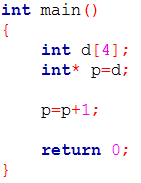 int main()
{
int d[4];
int* p=d;
p=p+1;
return 0;
}